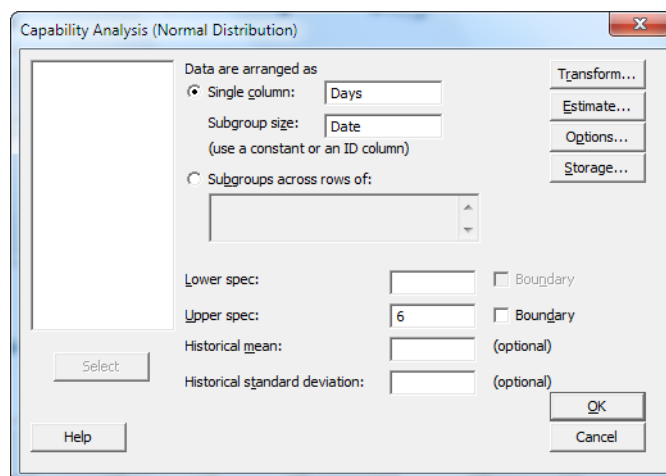 Capability Analysis (Normal Distribution)
Data are arranged as
Single column: Days
Subgroup size: Date
(use a constant or an ID column)
Subgroups across rows of:
Transform...
Estimate...
Options...
Storage...
Lower spec: Boundary
Upper spec: 6 Boundary
Historical mean: (optional)
Historical standard deviation: (optional)
Select
Help
OK
Cancel